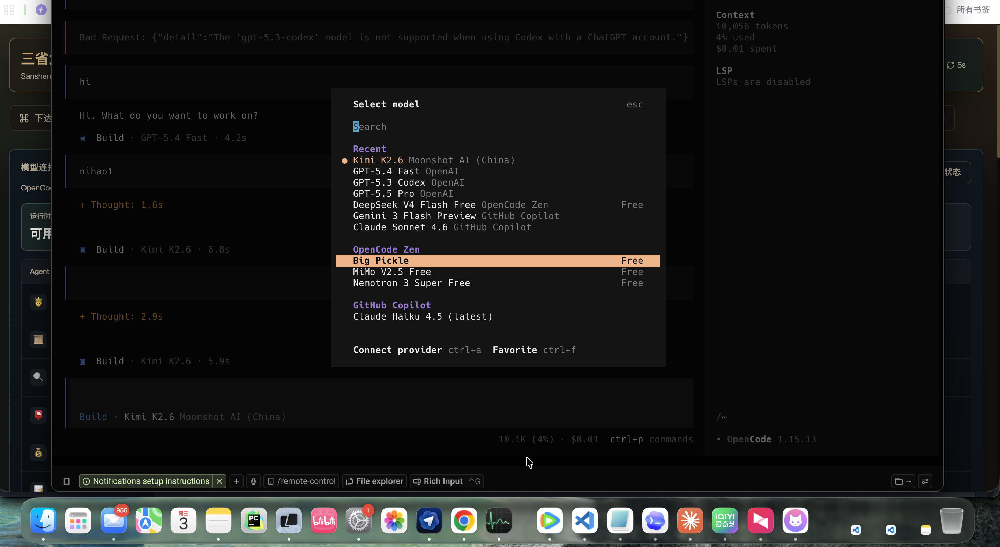 所有书签
三省
Sanshen
5s
下达
模型连接
OpenCo
状态
运行时
可用
Agent
Bad Request: {"detail":"The 'gpt-5.3-codex' model is not supported when using Codex with a ChatGPT account."}
hi
Hi. What do you want to work on?
▣ Build · GPT-5.4 Fast · 4.2s
nihao1
+ Thought: 1.6s
▣ Build · Kimi K2.6 · 6.8s
+ Thought: 2.9s
▣ Build · Kimi K2.6 · 5.9s
Build · Kimi K2.6 Moonshot AI (China)
10.1K (4%) · $0.01 ctrl+p commands
Context
10,056 tokens
4% used
$0.01 spent
LSP
LSPs are disabled
/~
• OpenCode 1.15.13
Select model esc
Search
Recent
● Kimi K2.6 Moonshot AI (China)
GPT-5.4 Fast OpenAI
GPT-5.3 Codex OpenAI
GPT-5.5 Pro OpenAI
DeepSeek V4 Flash Free OpenCode Zen Free
Gemini 3 Flash Preview GitHub Copilot
Claude Sonnet 4.6 GitHub Copilot
OpenCode Zen
Big Pickle Free
MiMo V2.5 Free Free
Nemotron 3 Super Free Free
GitHub Copilot
Claude Haiku 4.5 (latest)
Connect provider ctrl+a Favorite ctrl+f
Notifications setup instructions
/remote-control
File explorer
Rich Input ^G
~
955
周三
3
PC
bilibili
1
iQIYI
爱奇艺